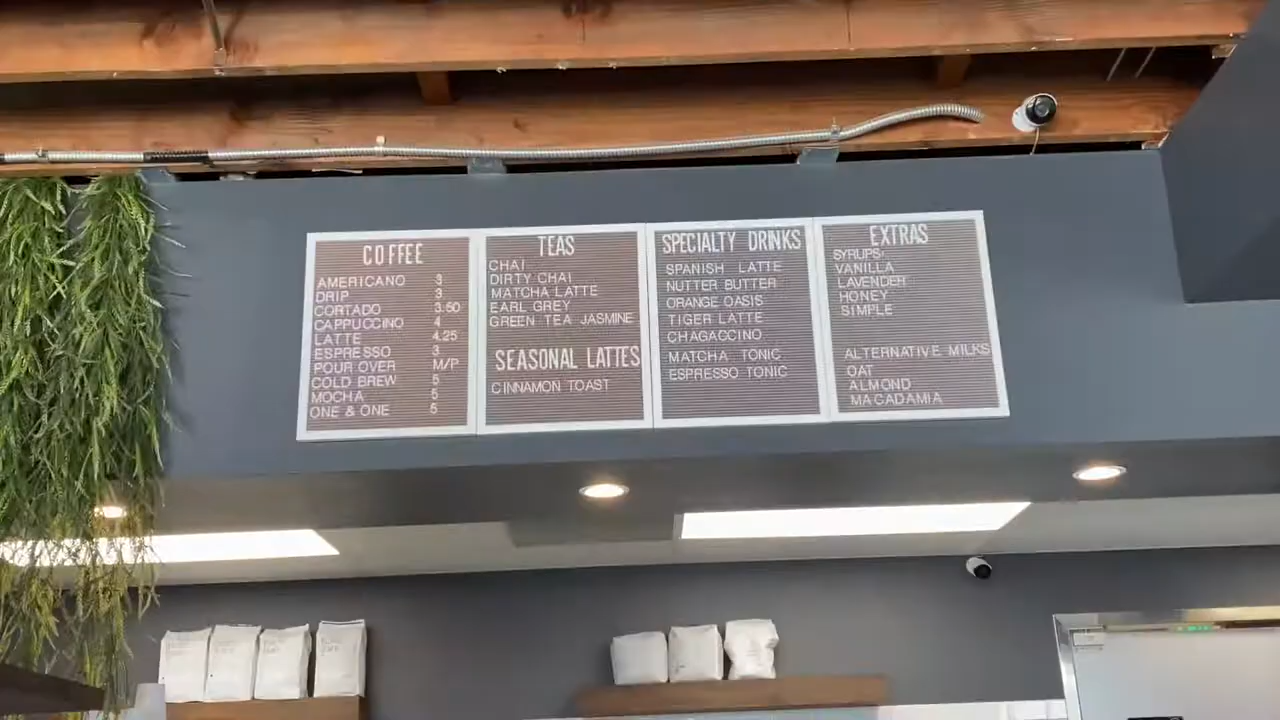 COFFEE
AMERICANO 3
DRIP 3
CORTADO 3.50
CAPPUCCINO 4
LATTE 4.25
ESPRESSO 3
POUR OVER M/P
COLD BREW 5
MOCHA 5
ONE & ONE 6
TEAS
CHAI
DIRTY CHAI
MATCHA LATTE
EARL GREY
GREEN TEA JASMINE
SEASONAL LATTES
CINNAMON TOAST
SPECIALTY DRINKS
SPANISH LATTE
NUTTER BUTTER
ORANGE OASIS
TIGER LATTE
CHAGACCINO
MATCHA TONIC
ESPRESSO TONIC
EXTRAS
SYRUPS:
VANILLA
LAVENDER
HONEY
SIMPLE
ALTERNATIVE MILKS
OAT
ALMOND
MACADAMIA